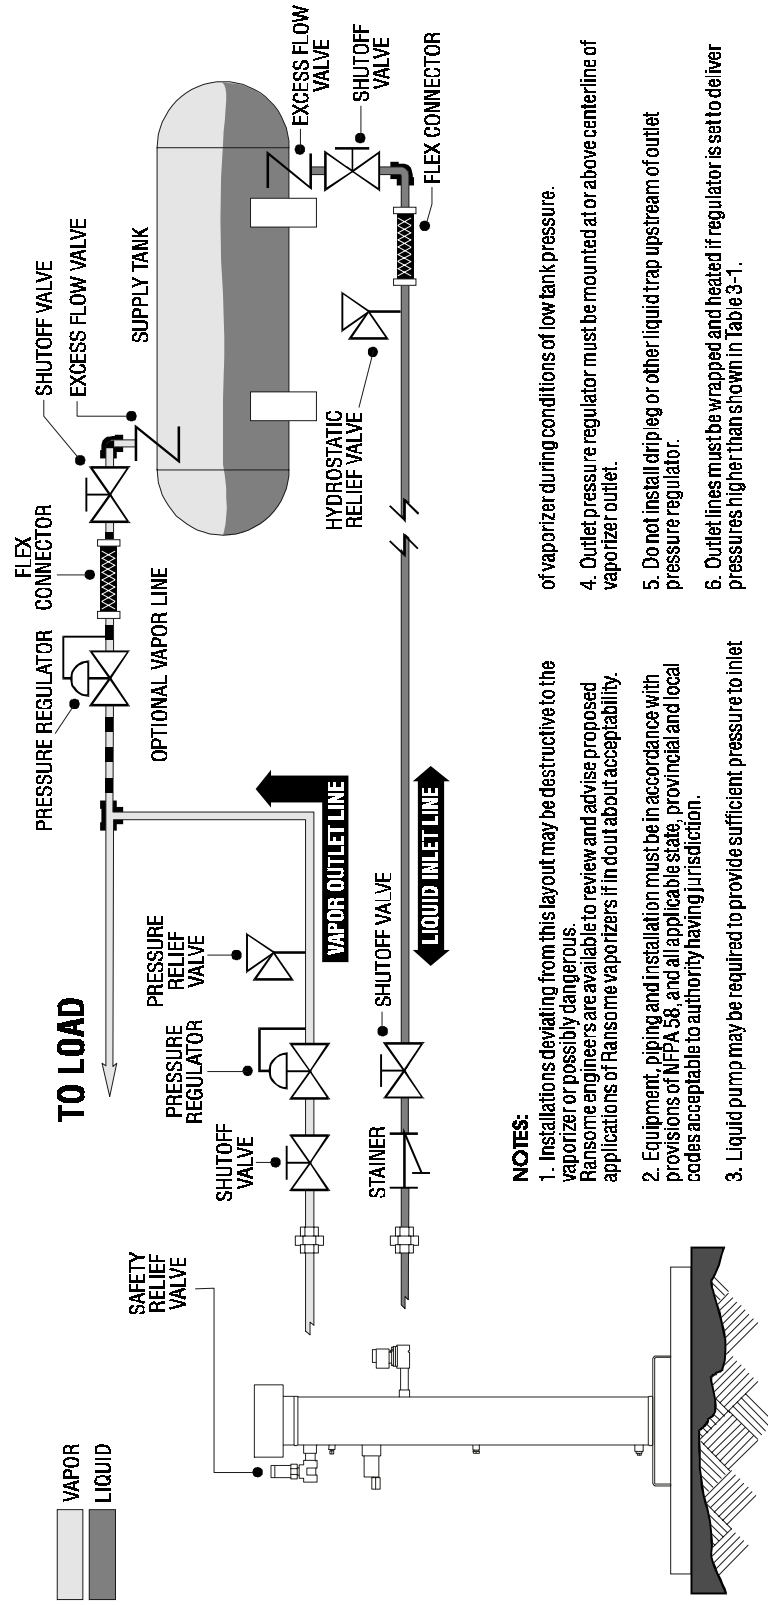 VAPOR
LIQUID
SAFETY
RELIEF
VALVE
TO LOAD
SHUTOFF
VALVE
PRESSURE
REGULATOR
PRESSURE
RELIEF
VALVE
VAPOR OUTLET LINE
STAINER
SHUTOFF VALVE
LIQUID INLET LINE
PRESSURE REGULATOR
OPTIONAL VAPOR LINE
FLEX
CONNECTOR
SHUTOFF VALVE
EXCESS FLOW VALVE
SUPPLY TANK
HYDROSTATIC
RELIEF VALVE
EXCESS FLOW
VALVE
SHUTOFF
VALVE
FLEX CONNECTOR
NOTES:
1. Installations deviating from this layout may be destructive to the
vaporizer or possibly dangerous.
Ransome engineers are available to review and advise proposed
applications of Ransome vaporizers if in dout about acceptability.
2. Equipment, piping and installation must be in accordance with
provisions of NFPA 58, and all applicable state, provincial and local
codes acceptable to authority having jurisdiction.
3. Liquid pump may be required to provide sufficient pressure to inlet
of vaporizer during conditions of low tank pressure.
4. Outlet pressure regulator must be mounted at or above centerline of
vaporizer outlet.
5. Do not install drip leg or other liquid trap upstream of outlet
pressure regulator.
6. Outlet lines must be wrapped and heated if regulator is set to deliver
pressures higher than shown in Table 3-1.